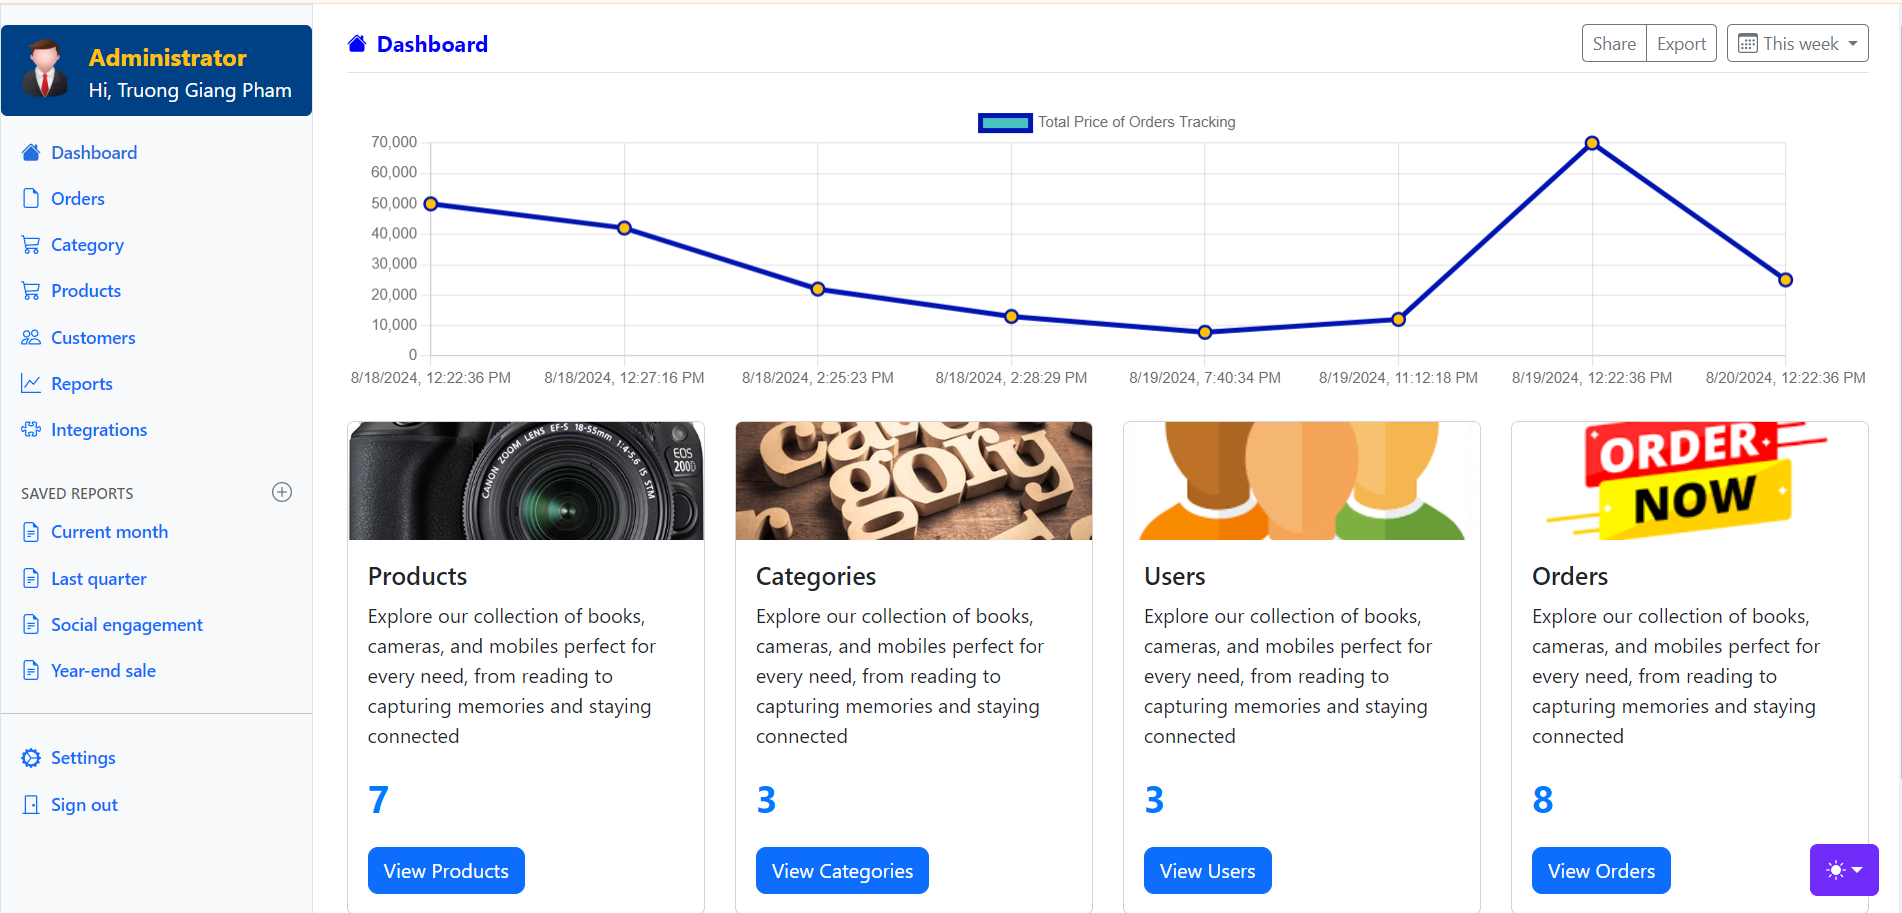 Administrator
Hi, Truong Giang Pham
Dashboard
Orders
Category
Products
Customers
Reports
Integrations
SAVED REPORTS
Current month
Last quarter
Social engagement
Year-end sale
Settings
Sign out
Dashboard
Share
Export
This week
Total Price of Orders Tracking
70,000
60,000
50,000
40,000
30,000
20,000
10,000
0
8/18/2024, 12:22:36 PM
8/18/2024, 12:27:16 PM
8/18/2024, 2:25:23 PM
8/18/2024, 2:28:29 PM
8/19/2024, 7:40:34 PM
8/19/2024, 11:12:18 PM
8/19/2024, 12:22:36 PM
8/20/2024, 12:22:36 PM
CANON ZOOM LENS EF-S 18-55mm 1:4-5.6 IS STM
EOS
200D
Products
Explore our collection of books,
cameras, and mobiles perfect for
every need, from reading to
capturing memories and staying
connected
7
View Products
gory
Categories
Explore our collection of books,
cameras, and mobiles perfect for
every need, from reading to
capturing memories and staying
connected
3
View Categories
Users
Explore our collection of books,
cameras, and mobiles perfect for
every need, from reading to
capturing memories and staying
connected
3
View Users
ORDER
NOW
Orders
Explore our collection of books,
cameras, and mobiles perfect for
every need, from reading to
capturing memories and staying
connected
8
View Orders